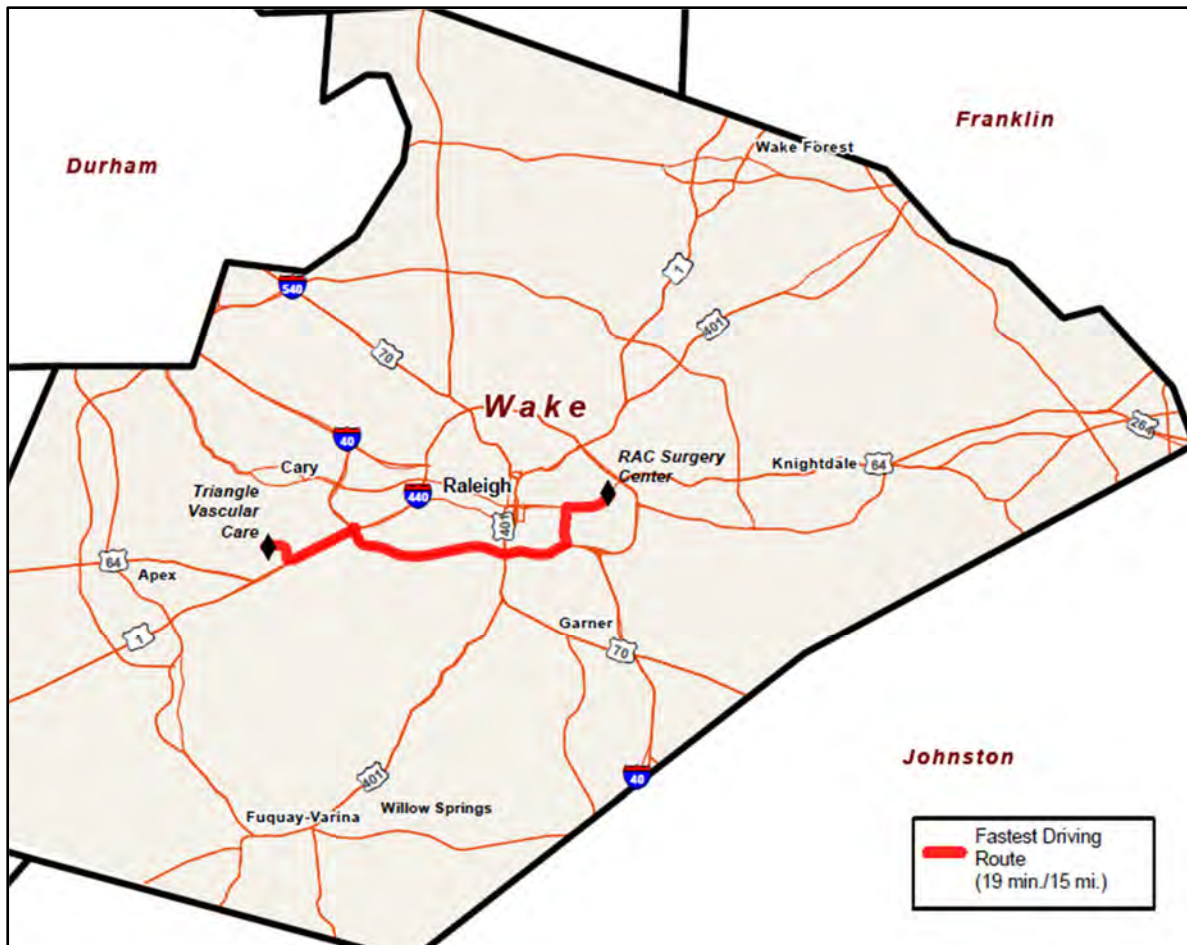 Franklin
Wake Forest
Durham
1
540
401
70
Wake
264
40
RAC Surgery
Center
Knightdale
64
Cary
Raleigh
440
Triangle
Vascular
Care
401
64
Apex
Garner
1
70
Johnston
40
401
Willow Springs
Fuquay-Varina
Fastest Driving
Route
(19 min./15 mi.)